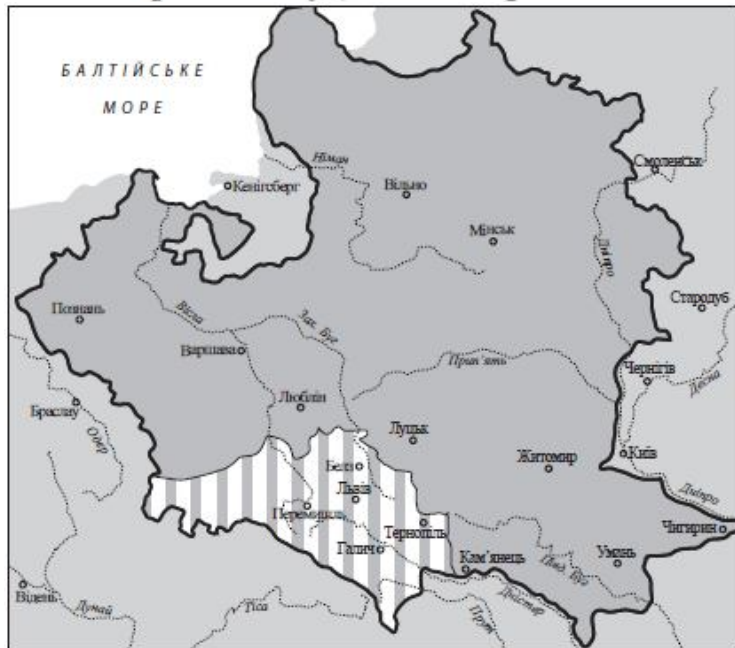 БАЛТІЙСЬКЕ
МОРЕ
Кенігсберг
Німан
Вільно
Смоленськ
Мінськ
Дніпро
Познань
Вісла
Зах. Буг
Стародуб
Варшава
Прип'ять
Чернігів
Десна
Люблін
Одер
Луцьк
Белз
Житомир
Київ
Львів
Дніпро
Перемишль
Тернопіль
Чигирин
Галич
Кам'янець
Півд. Буг
Умань
Відень
Дунай
Тіса
Прут
Дністер